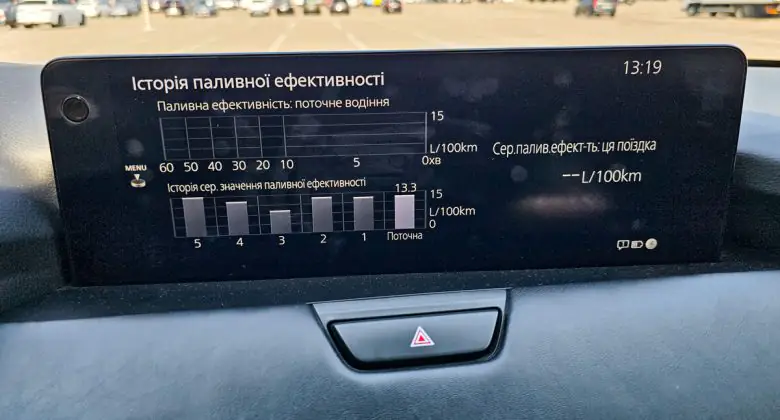 13:19
Історія паливної ефективності
Паливна ефективність: поточне водіння
15
L/100km
60 50 40 30 20 10 5 0хв
Сер.палив.ефект-ть: ця поїздка
--L/100km
MENU
Історія сер. значення паливної ефективності
13.3
15
L/100km
0
5 4 3 2 1 Поточна